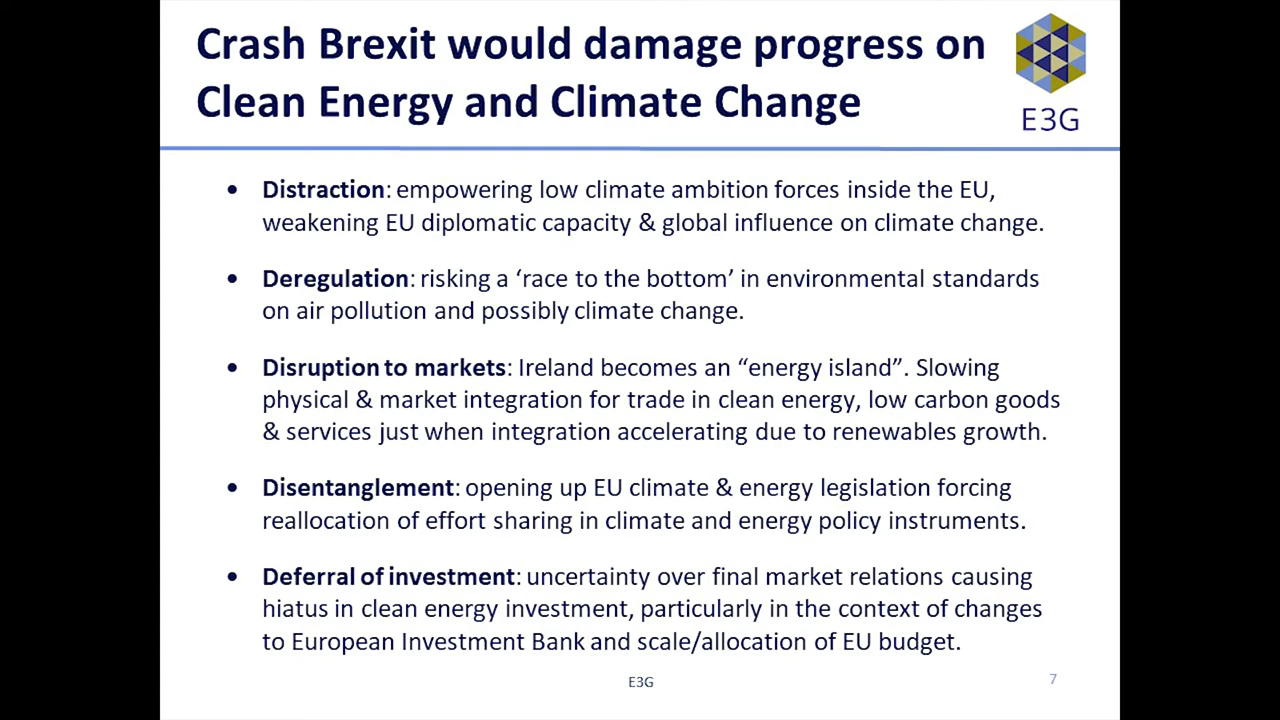 Crash Brexit would damage progress on
Clean Energy and Climate Change
E3G
• Distraction: empowering low climate ambition forces inside the EU,
weakening EU diplomatic capacity & global influence on climate change.
• Deregulation: risking a ‘race to the bottom’ in environmental standards
on air pollution and possibly climate change.
• Disruption to markets: Ireland becomes an “energy island”. Slowing
physical & market integration for trade in clean energy, low carbon goods
& services just when integration accelerating due to renewables growth.
• Disentanglement: opening up EU climate & energy legislation forcing
reallocation of effort sharing in climate and energy policy instruments.
• Deferral of investment: uncertainty over final market relations causing
hiatus in clean energy investment, particularly in the context of changes
to European Investment Bank and scale/allocation of EU budget.
E3G
7